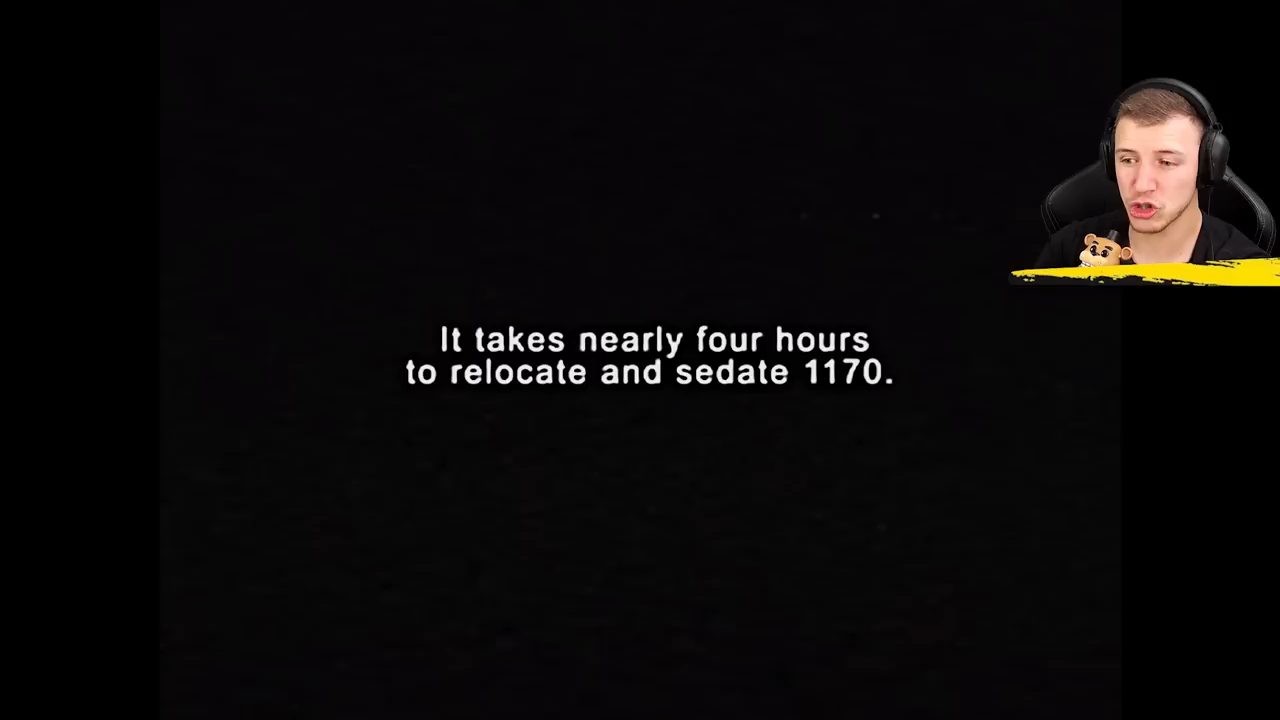 It takes nearly four hours
to relocate and sedate 1170.